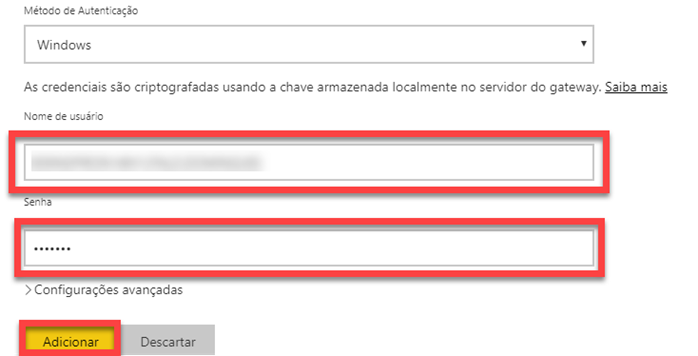 Método de Autenticação
Windows
As credenciais são criptografadas usando a chave armazenada localmente no servidor do gateway. Saiba mais
Nome de usuário
Senha
•••••••
Configurações avançadas
Adicionar Descartar